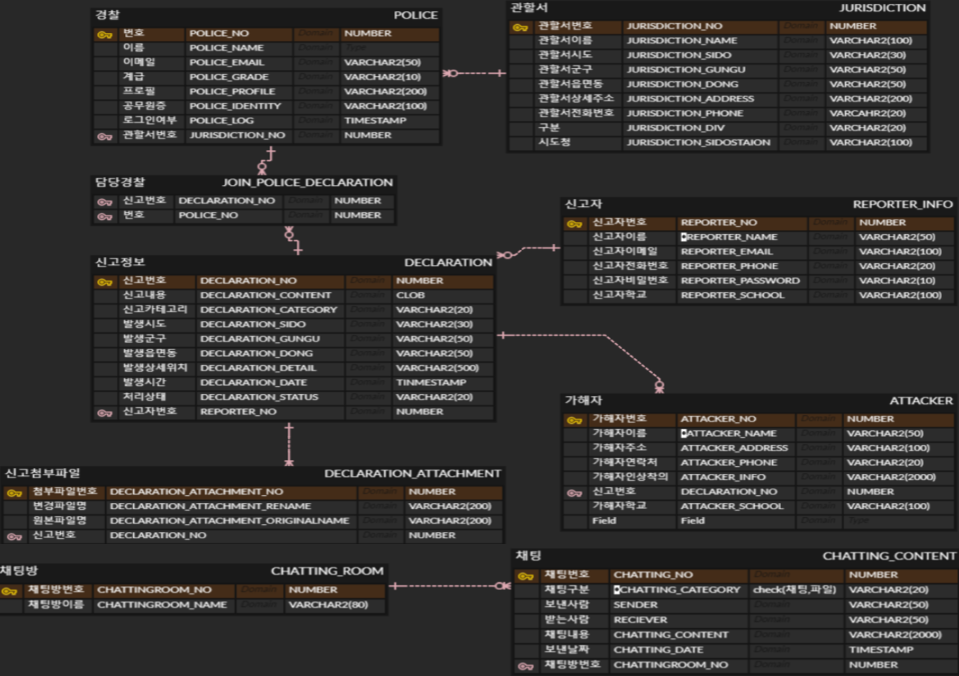 경찰 POLICE
번호 POLICE_NO Domain NUMBER
이름 POLICE_NAME Domain Type
이메일 POLICE_EMAIL Domain VARCHAR2(50)
계급 POLICE_GRADE Domain VARCHAR2(10)
프로필 POLICE_PROFILE Domain VARCHAR2(200)
공무원증 POLICE_IDENTITY Domain VARCHAR2(100)
로그인여부 POLICE_LOG Domain TIMESTAMP
관할서번호 JURISDICTION_NO Domain NUMBER
관할서 JURISDICTION
관할서번호 JURISDICTION_NO Domain NUMBER
관할서이름 JURISDICTION_NAME Domain VARCHAR2(100)
관할서시도 JURISDICTION_SIDO Domain VARCHAR2(30)
관할서군구 JURISDICTION_GUNGU Domain VARCHAR2(50)
관할서읍면동 JURISDICTION_DONG Domain VARCHAR2(50)
관할서상세주소 JURISDICTION_ADDRESS Domain VARCHAR2(200)
관할서전화번호 JURISDICTION_PHONE Domain VARCAHR2(20)
구분 JURISDICTION_DIV Domain VARCHAR2(20)
시도청 JURISDICTION_SIDOSTAION Domain VARCHAR2(100)
담당경찰 JOIN_POLICE_DECLARATION
신고번호 DECLARATION_NO Domain NUMBER
번호 POLICE_NO Domain NUMBER
신고자 REPORTER_INFO
신고자번호 REPORTER_NO Domain NUMBER
신고자이름 REPORTER_NAME Domain VARCHAR2(50)
신고자이메일 REPORTER_EMAIL Domain VARCHAR2(100)
신고자전화번호 REPORTER_PHONE Domain VARCHAR2(20)
신고자비밀번호 REPORTER_PASSWORD Domain VARCHAR2(10)
신고자학교 REPORTER_SCHOOL Domain VARCHAR2(100)
신고정보 DECLARATION
신고번호 DECLARATION_NO Domain NUMBER
신고내용 DECLARATION_CONTENT Domain CLOB
신고카테고리 DECLARATION_CATEGORY Domain VARCHAR2(20)
발생시도 DECLARATION_SIDO Domain VARCHAR2(30)
발생군구 DECLARATION_GUNGU Domain VARCHAR2(50)
발생읍면동 DECLARATION_DONG Domain VARCHAR2(50)
발생상세위치 DECLARATION_DETAIL Domain VARCHAR2(500)
발생시간 DECLARATION_DATE Domain TINMESTAMP
처리상태 DECLARATION_STATUS Domain VARCHAR2(20)
신고자번호 REPORTER_NO Domain NUMBER
가해자 ATTACKER
가해자번호 ATTACKER_NO Domain NUMBER
가해자이름 ATTACKER_NAME Domain VARCHAR2(50)
가해자주소 ATTACKER_ADDRESS Domain VARCHAR2(100)
가해자연락처 ATTACKER_PHONE Domain VARCHAR2(20)
가해자인상착의 ATTACKER_INFO Domain VARCHAR2(2000)
신고번호 DECLARATION_NO Domain NUMBER
가해자학교 ATTACKER_SCHOOL Domain VARCHAR2(100)
Field Field Domain Type
신고첨부파일 DECLARATION_ATTACHMENT
첨부파일번호 DECLARATION_ATTACHMENT_NO Domain NUMBER
변경파일명 DECLARATION_ATTACHMENT_RENAME Domain VARCHAR2(200)
원본파일명 DECLARATION_ATTACHMENT_ORIGINALNAME Domain VARCHAR2(200)
신고번호 DECLARATION_NO Domain NUMBER
채팅방 CHATTING_ROOM
채팅방번호 CHATTINGROOM_NO Domain NUMBER
채팅방이름 CHATTINGROOM_NAME Domain VARCHAR2(80)
채팅 CHATTING_CONTENT
채팅번호 CHATTING_NO Domain NUMBER
채팅구분 CHATTING_CATEGORY check(채팅,파일) VARCHAR2(20)
보낸사람 SENDER Domain VARCHAR2(50)
받는사람 RECIEVER Domain VARCHAR2(50)
채팅내용 CHATTING_CONTENT Domain VARCHAR2(2000)
보낸날짜 CHATTING_DATE Domain TIMESTAMP
채팅방번호 CHATTINGROOM_NO Domain NUMBER